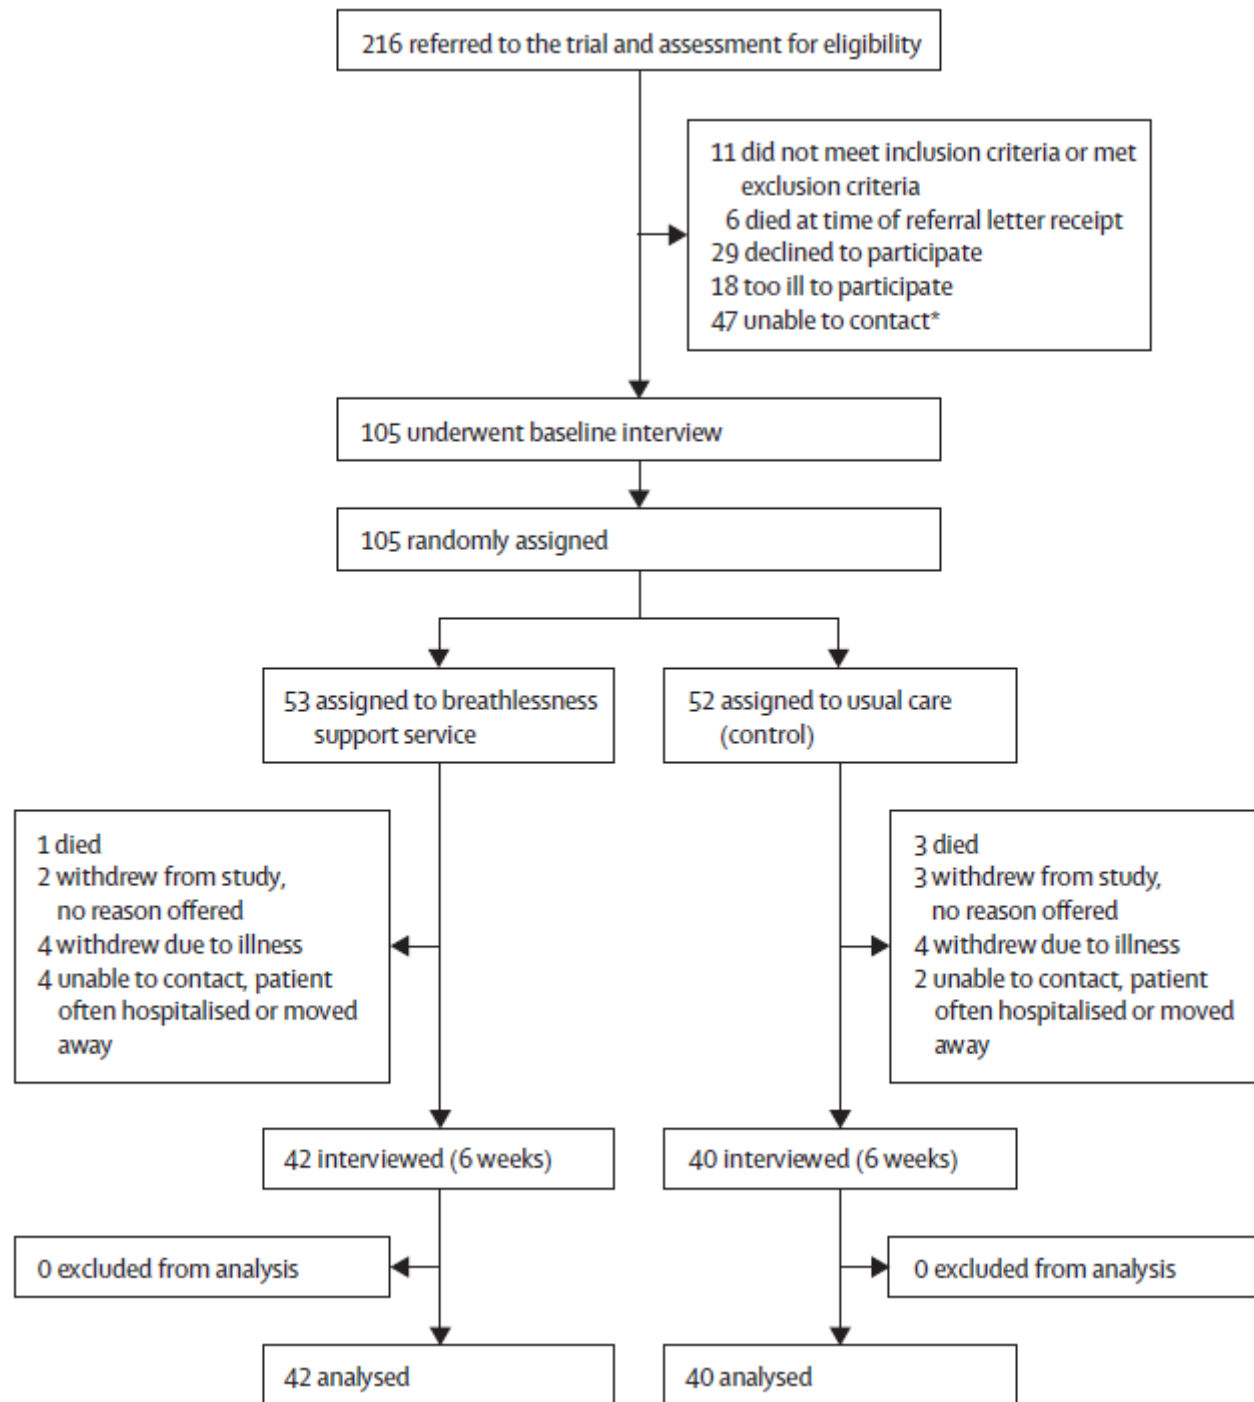 216 referred to the trial and assessment for eligibility
11 did not meet inclusion criteria or met
exclusion criteria
6 died at time of referral letter receipt
29 declined to participate
18 too ill to participate
47 unable to contact*
105 underwent baseline interview
105 randomly assigned
53 assigned to breathlessness
support service
52 assigned to usual care
(control)
1 died
2 withdrew from study,
no reason offered
4 withdrew due to illness
4 unable to contact, patient
often hospitalised or moved
away
3 died
3 withdrew from study,
no reason offered
4 withdrew due to illness
2 unable to contact, patient
often hospitalised or moved
away
42 interviewed (6 weeks)
40 interviewed (6 weeks)
0 excluded from analysis
0 excluded from analysis
42 analysed
40 analysed